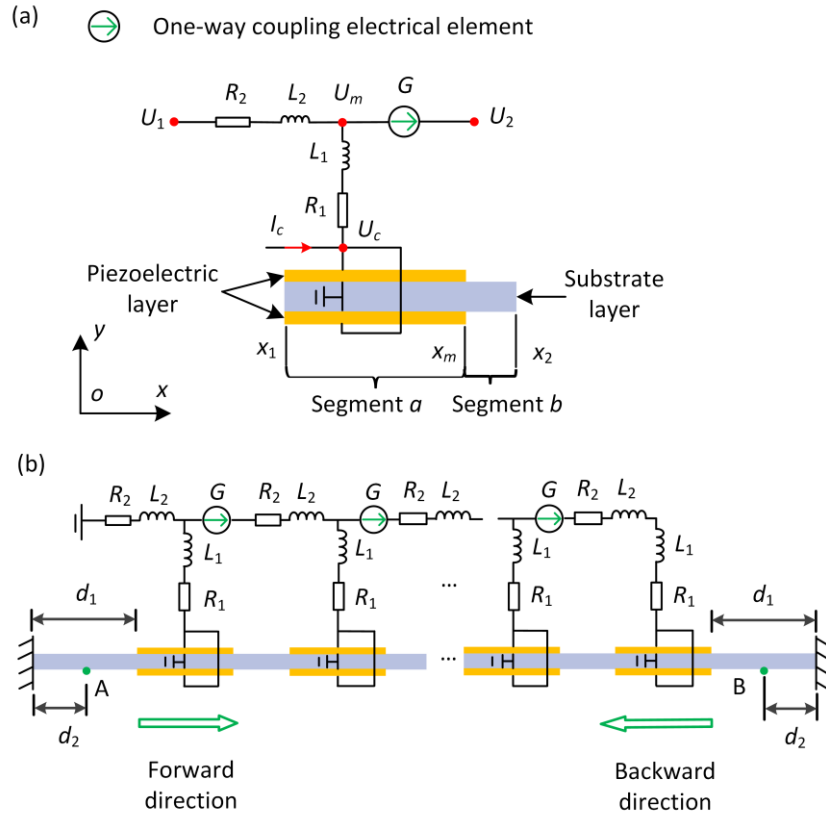 (a)
One-way coupling electrical element
R2 L2 Um G
U1 U2
L1
R1
Ic Uc
Piezoelectric layer
Substrate layer
y
x1 xm x2
o x
Segment a Segment b
(b)
R2 L2 G R2 L2 G R2 L2 G R2 L2
L1 L1 L1 L1
d1 ... d1
R1 R1 R1 R1
...
A B
d2 d2
Forward direction
Backward direction